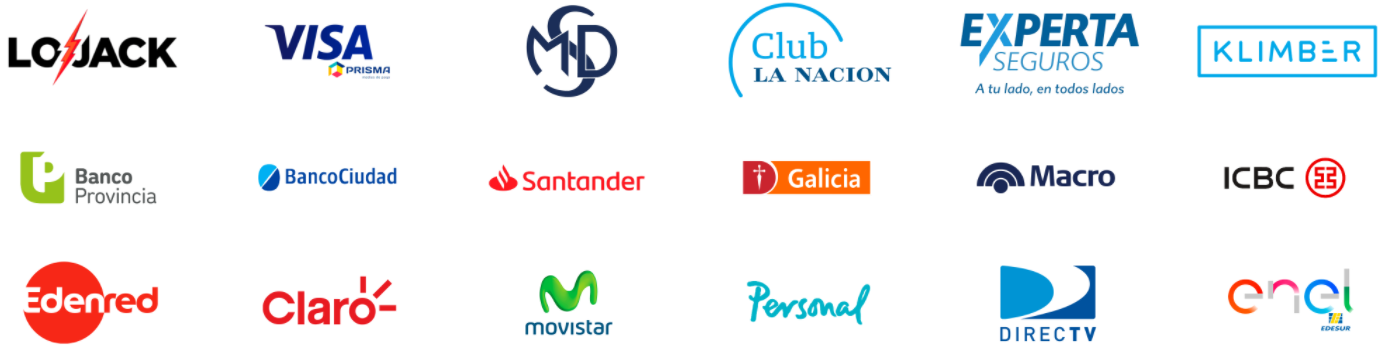 LOJACK
VISA
PRISMA
MSD
Club
LA NACION
EXPERTA
SEGUROS
A tu lado, en todos lados
KLIMBER
Banco
Provincia
BancoCiudad
Santander
Galicia
Macro
ICBC
Edenred
Claro
movistar
Personal
DIRECTV
enel
EDESUR